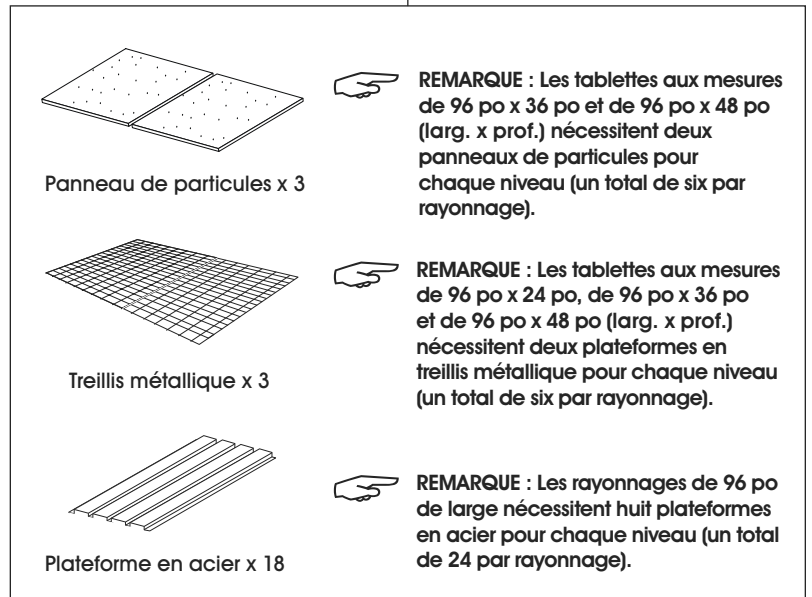 REMARQUE : Les tablettes aux mesures
de 96 po x 36 po et de 96 po x 48 po
(larg. x prof.) nécessitent deux
panneaux de particules pour
chaque niveau (un total de six par
rayonnage).
Panneau de particules x 3
REMARQUE : Les tablettes aux mesures
de 96 po x 24 po, de 96 po x 36 po
et de 96 po x 48 po (larg. x prof.)
nécessitent deux plateformes en
treillis métallique pour chaque niveau
(un total de six par rayonnage).
Treillis métallique x 3
REMARQUE : Les rayonnages de 96 po
de large nécessitent huit plateformes
en acier pour chaque niveau (un total
de 24 par rayonnage).
Plateforme en acier x 18